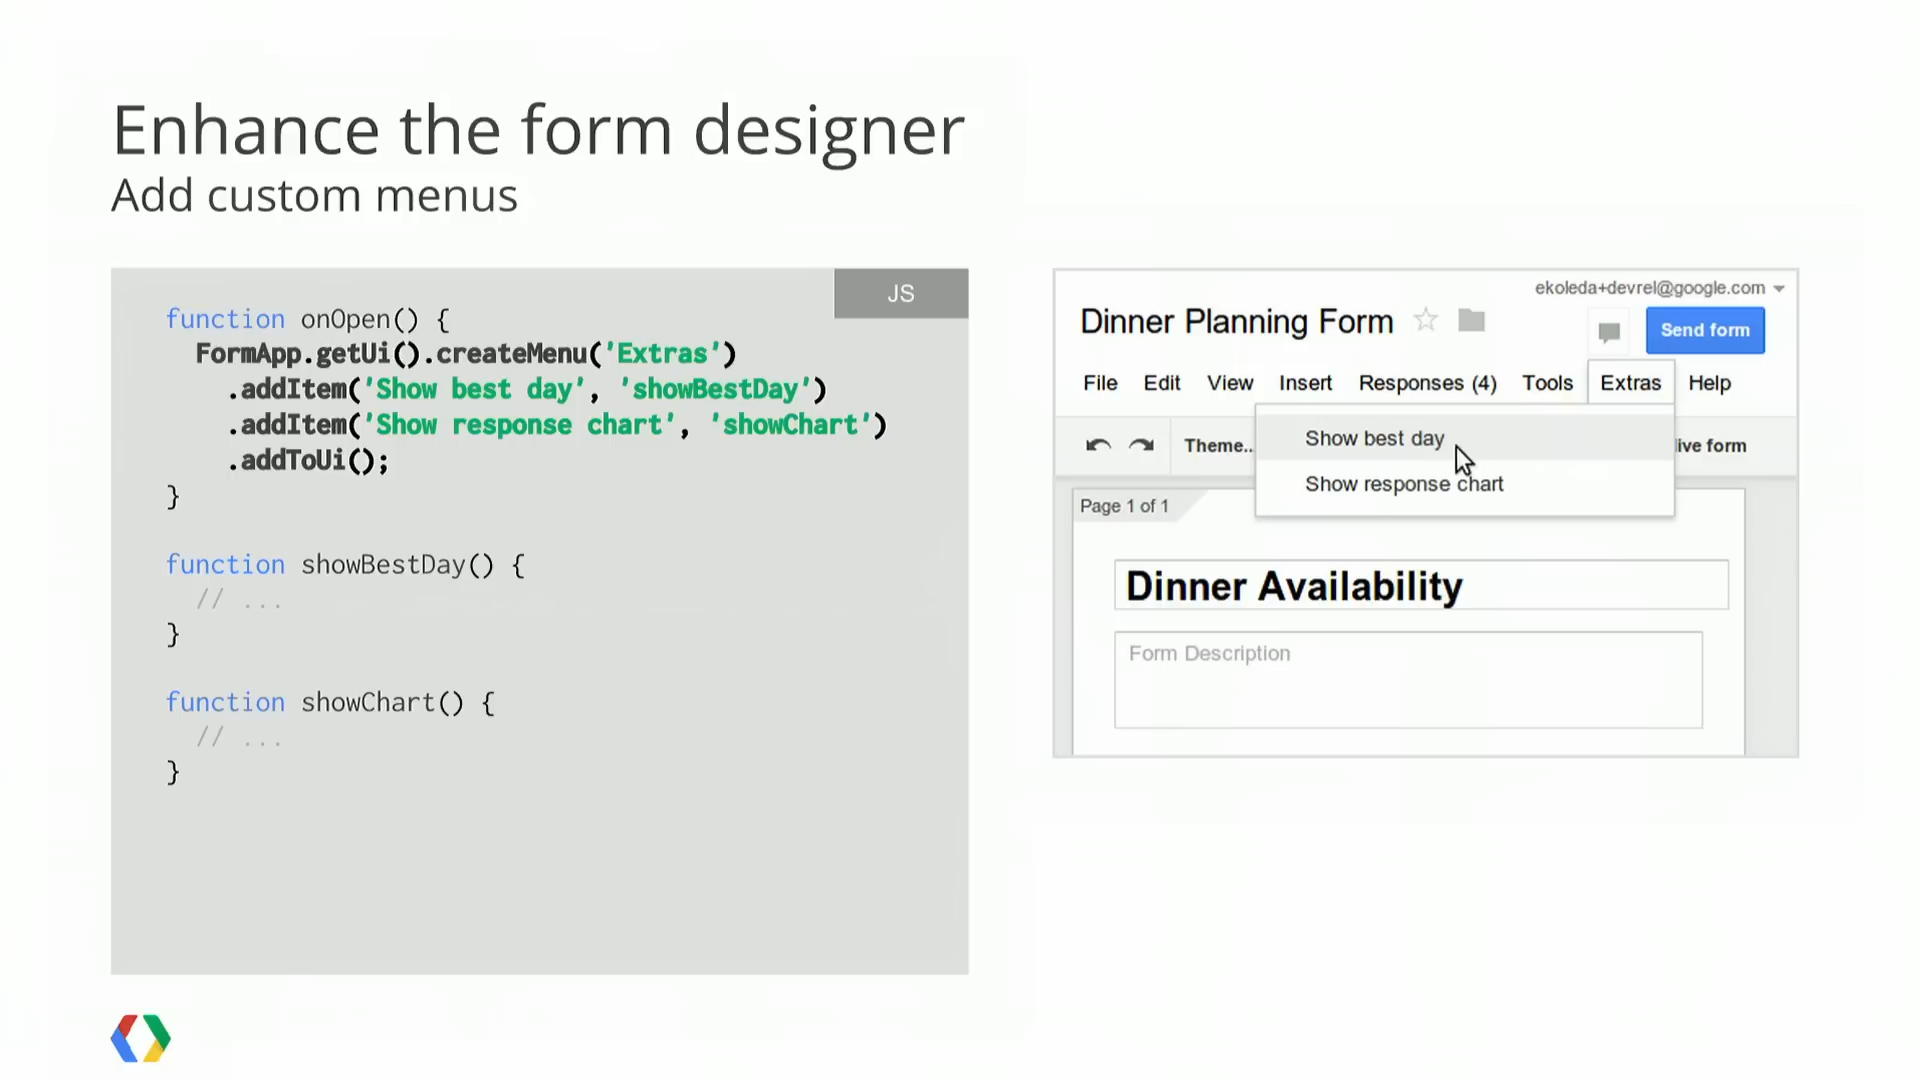 Enhance the form designer
Add custom menus
JS
function onOpen() {
FormApp.getUi().createMenu('Extras')
.addItem('Show best day', 'showBestDay')
.addItem('Show response chart', 'showChart')
.addToUi();
}
function showBestDay() {
// ...
}
function showChart() {
// ...
}
ekoleda+devrel@google.com
Dinner Planning Form
Send form
File Edit View Insert Responses (4) Tools Extras Help
Theme... Show best day ive form
Show response chart
Page 1 of 1
Dinner Availability
Form Description